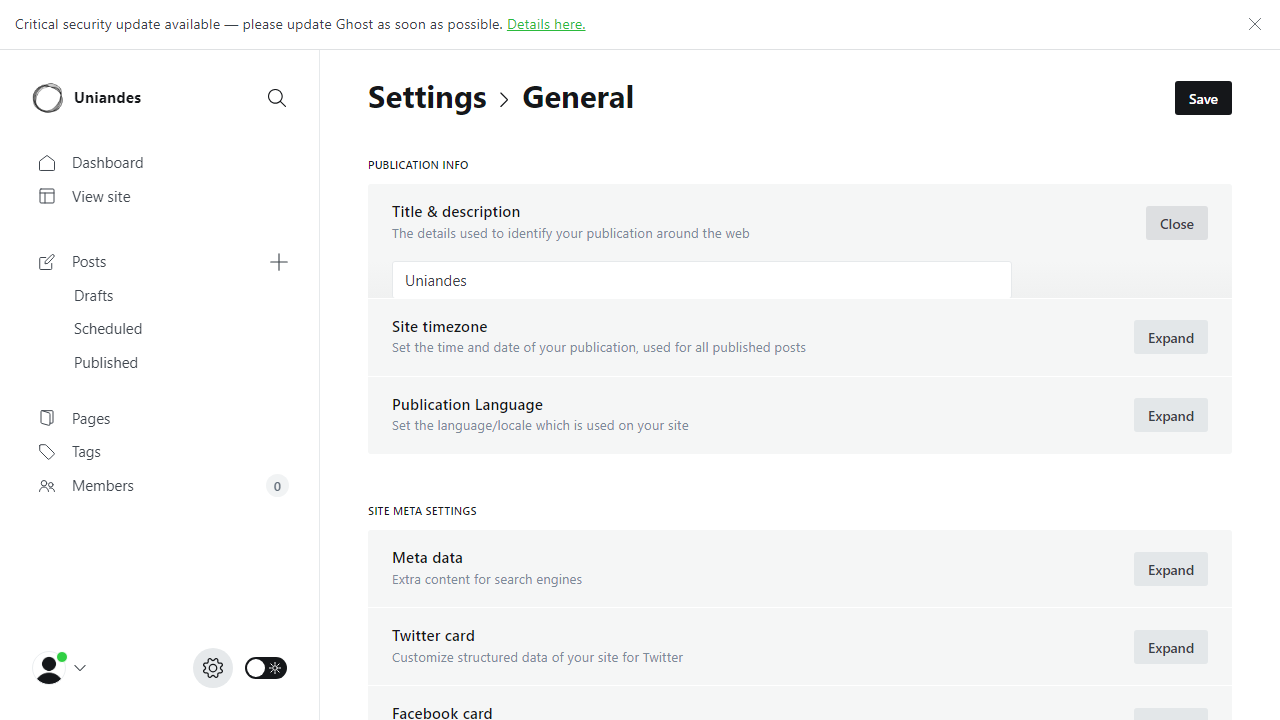 Critical security update available — please update Ghost as soon as possible. Details here.
Uniandes
Dashboard
View site
Posts
Drafts
Scheduled
Published
Pages
Tags
Members
0
Settings
General
Save
PUBLICATION INFO
Title & description
The details used to identify your publication around the web
Close
Uniandes
Site timezone
Set the time and date of your publication, used for all published posts
Expand
Publication Language
Set the language/locale which is used on your site
Expand
SITE META SETTINGS
Meta data
Extra content for search engines
Expand
Twitter card
Customize structured data of your site for Twitter
Expand
Facebook card